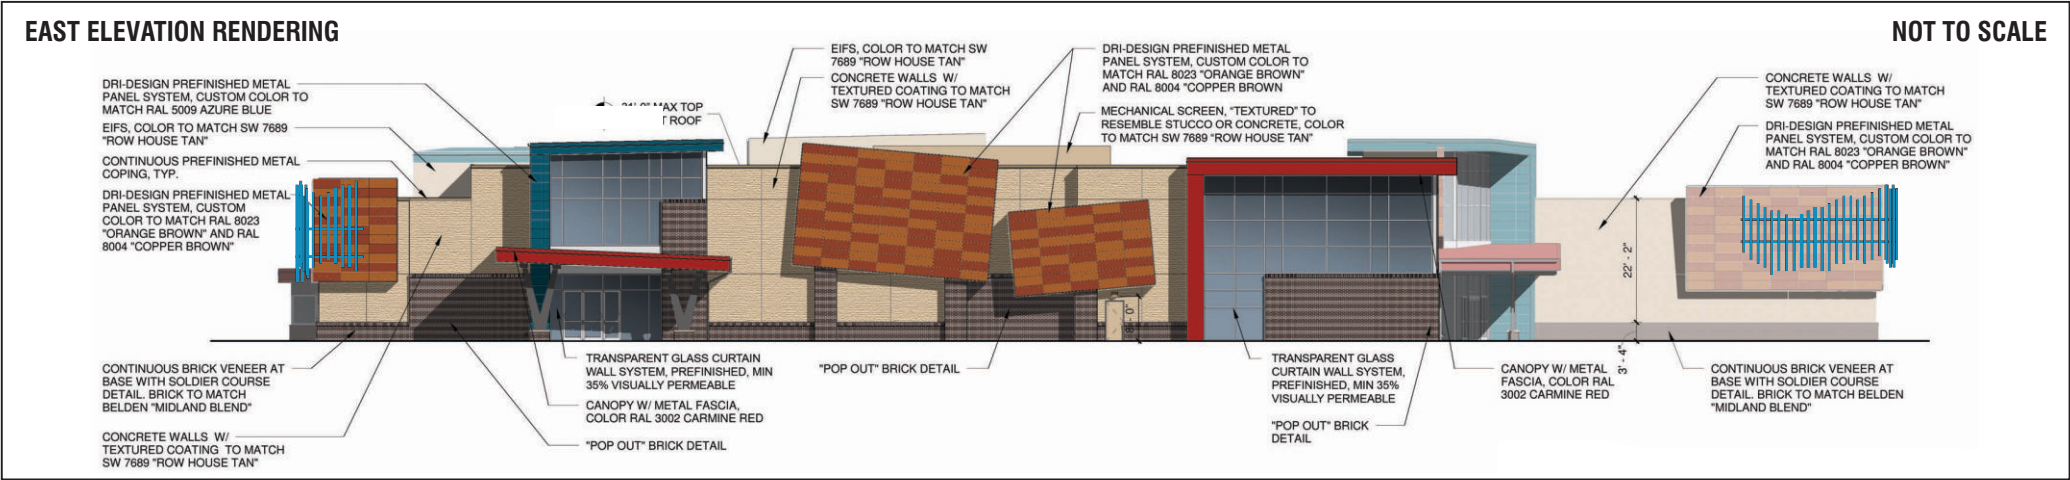 EAST ELEVATION RENDERING
NOT TO SCALE
DRI-DESIGN PREFINISHED METAL
PANEL SYSTEM, CUSTOM COLOR TO
MATCH RAL 5009 AZURE BLUE
EIFS, COLOR TO MATCH SW 7689
"ROW HOUSE TAN"
CONTINUOUS PREFINISHED METAL
COPING, TYP.
DRI-DESIGN PREFINISHED METAL
PANEL SYSTEM, CUSTOM
COLOR TO MATCH RAL 8023
"ORANGE BROWN" AND RAL
8004 "COPPER BROWN"
MAX TOP
ROOF
EIFS, COLOR TO MATCH SW
7689 "ROW HOUSE TAN"
CONCRETE WALLS W/
TEXTURED COATING TO MATCH
SW 7689 "ROW HOUSE TAN"
DRI-DESIGN PREFINISHED METAL
PANEL SYSTEM, CUSTOM COLOR TO
MATCH RAL 8023 "ORANGE BROWN"
AND RAL 8004 "COPPER BROWN
MECHANICAL SCREEN, "TEXTURED" TO
RESEMBLE STUCCO OR CONCRETE, COLOR
TO MATCH SW 7689 "ROW HOUSE TAN"
CONCRETE WALLS W/
TEXTURED COATING TO MATCH
SW 7689 "ROW HOUSE TAN"
DRI-DESIGN PREFINISHED METAL
PANEL SYSTEM, CUSTOM COLOR TO
MATCH RAL 8023 "ORANGE BROWN"
AND RAL 8004 "COPPER BROWN"
22' - 2"
3' - 4"
CONTINUOUS BRICK VENEER AT
BASE WITH SOLDIER COURSE
DETAIL. BRICK TO MATCH
BELDEN "MIDLAND BLEND"
CONCRETE WALLS W/
TEXTURED COATING TO MATCH
SW 7689 "ROW HOUSE TAN"
TRANSPARENT GLASS CURTAIN
WALL SYSTEM, PREFINISHED, MIN
35% VISUALLY PERMEABLE
CANOPY W/ METAL FASCIA,
COLOR RAL 3002 CARMINE RED
"POP OUT" BRICK DETAIL
"POP OUT" BRICK DETAIL
TRANSPARENT GLASS
CURTAIN WALL SYSTEM,
PREFINISHED, MIN 35%
VISUALLY PERMEABLE
"POP OUT" BRICK
DETAIL
CANOPY W/ METAL
FASCIA, COLOR RAL
3002 CARMINE RED
CONTINUOUS BRICK VENEER AT
BASE WITH SOLDIER COURSE
DETAIL. BRICK TO MATCH BELDEN
"MIDLAND BLEND"